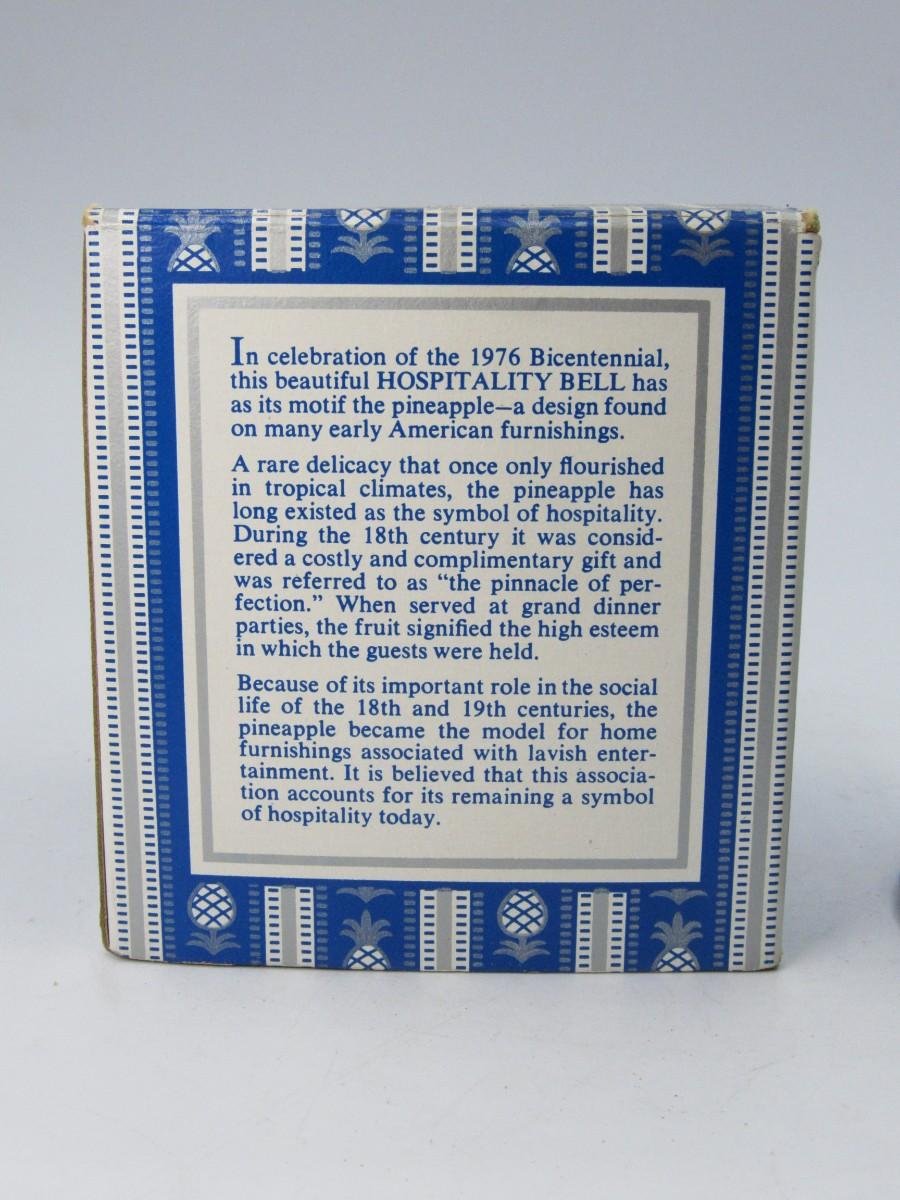 In celebration of the 1976 Bicentennial,
this beautiful HOSPITALITY BELL has
as its motif the pineapple—a design found
on many early American furnishings.
A rare delicacy that once only flourished
in tropical climates, the pineapple has
long existed as the symbol of hospitality.
During the 18th century it was consid-
ered a costly and complimentary gift and
was referred to as “the pinnacle of per-
fection.” When served at grand dinner
parties, the fruit signified the high esteem
in which the guests were held.
Because of its important role in the social
life of the 18th and 19th centuries, the
pineapple became the model for home
furnishings associated with lavish enter-
tainment. It is believed that this associa-
tion accounts for its remaining a symbol
of hospitality today.